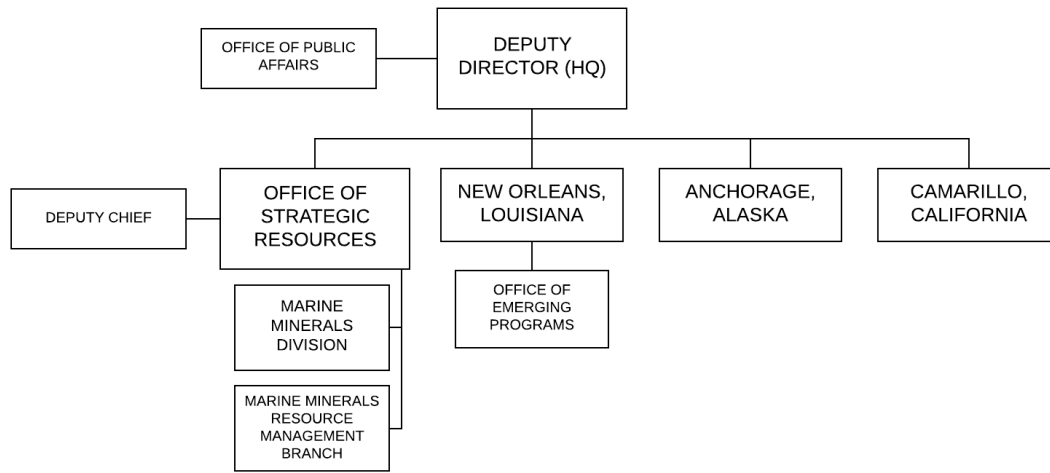 OFFICE OF PUBLIC
AFFAIRS
DEPUTY
DIRECTOR (HQ)
DEPUTY CHIEF
OFFICE OF
STRATEGIC
RESOURCES
NEW ORLEANS,
LOUISIANA
ANCHORAGE,
ALASKA
CAMARILLO,
CALIFORNIA
MARINE
MINERALS
DIVISION
OFFICE OF
EMERGING
PROGRAMS
MARINE MINERALS
RESOURCE
MANAGEMENT
BRANCH